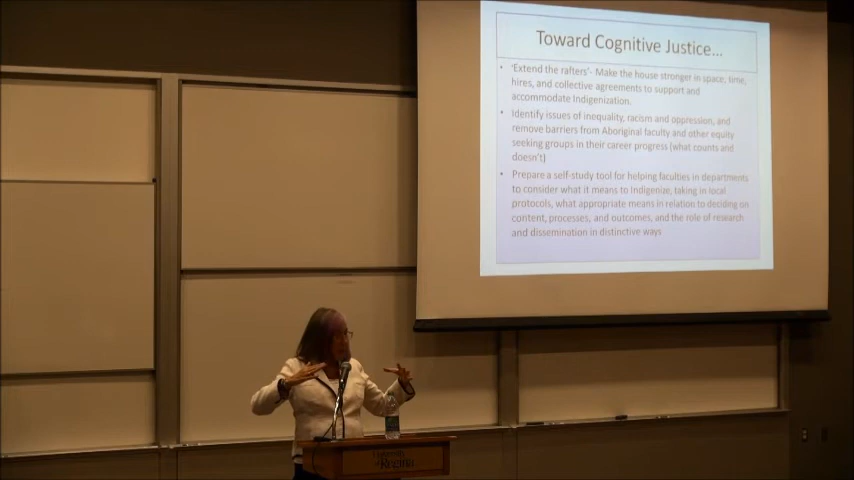 Toward Cognitive Justice...
• 'Extend the rafters'- Make the house stronger in space, time,
hires, and collective agreements to support and
accommodate Indigenization.
• Identify issues of inequality, racism and oppression, and
remove barriers from Aboriginal faculty and other equity
seeking groups in their career progress (what counts and
doesn't)
• Prepare a self-study tool for helping faculties in departments
to consider what it means to Indigenize, taking in local
protocols, what appropriate means in relation to deciding on
content, processes, and outcomes, and the role of research
and dissemination in distinctive ways
University
of Regina